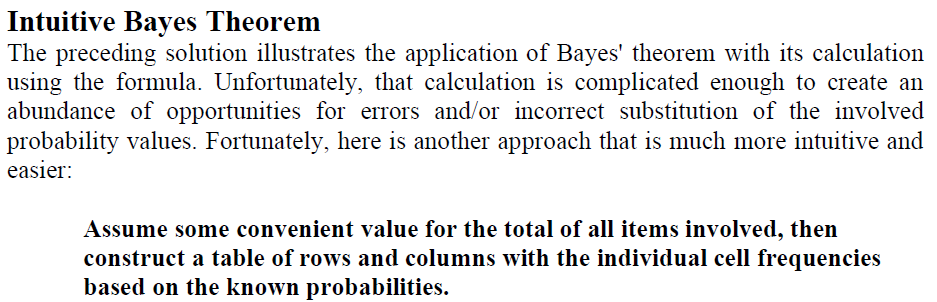 Intuitive Bayes Theorem
The preceding solution illustrates the application of Bayes' theorem with its calculation
using the formula. Unfortunately, that calculation is complicated enough to create an
abundance of opportunities for errors and/or incorrect substitution of the involved
probability values. Fortunately, here is another approach that is much more intuitive and
easier:
Assume some convenient value for the total of all items involved, then
construct a table of rows and columns with the individual cell frequencies
based on the known probabilities.